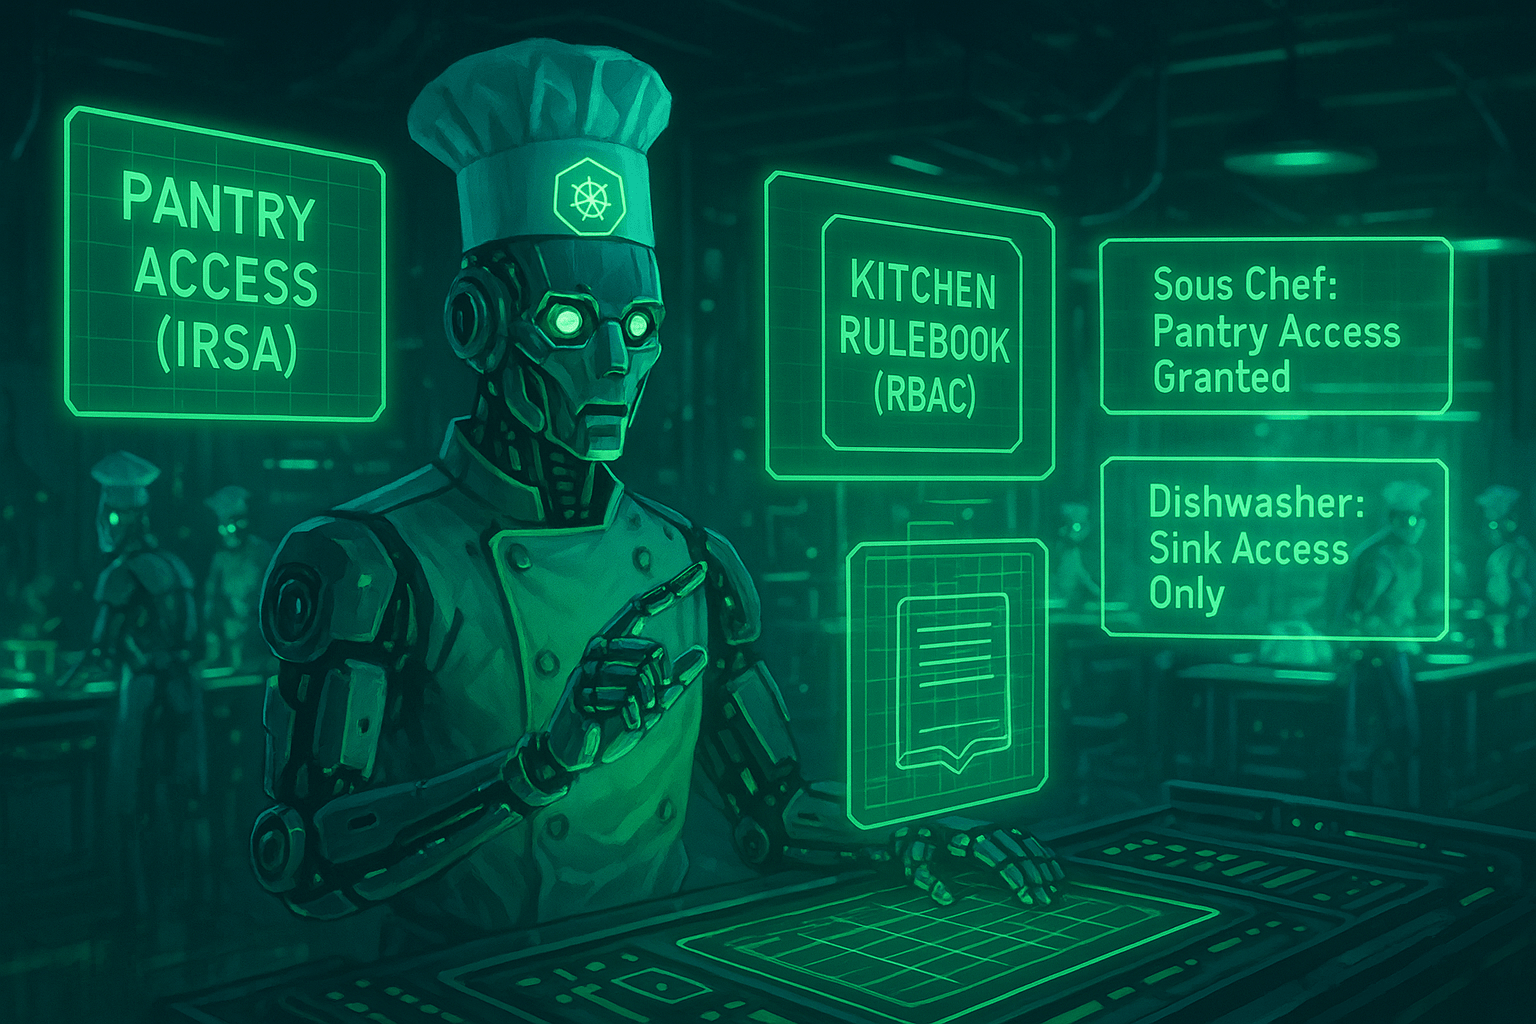 PANTRY
ACCESS
(IRSA)
KITCHEN
RULEBOOK
(RBAC)
Sous Chef:
Pantry Access
Granted
Dishwasher:
Sink Access
Only